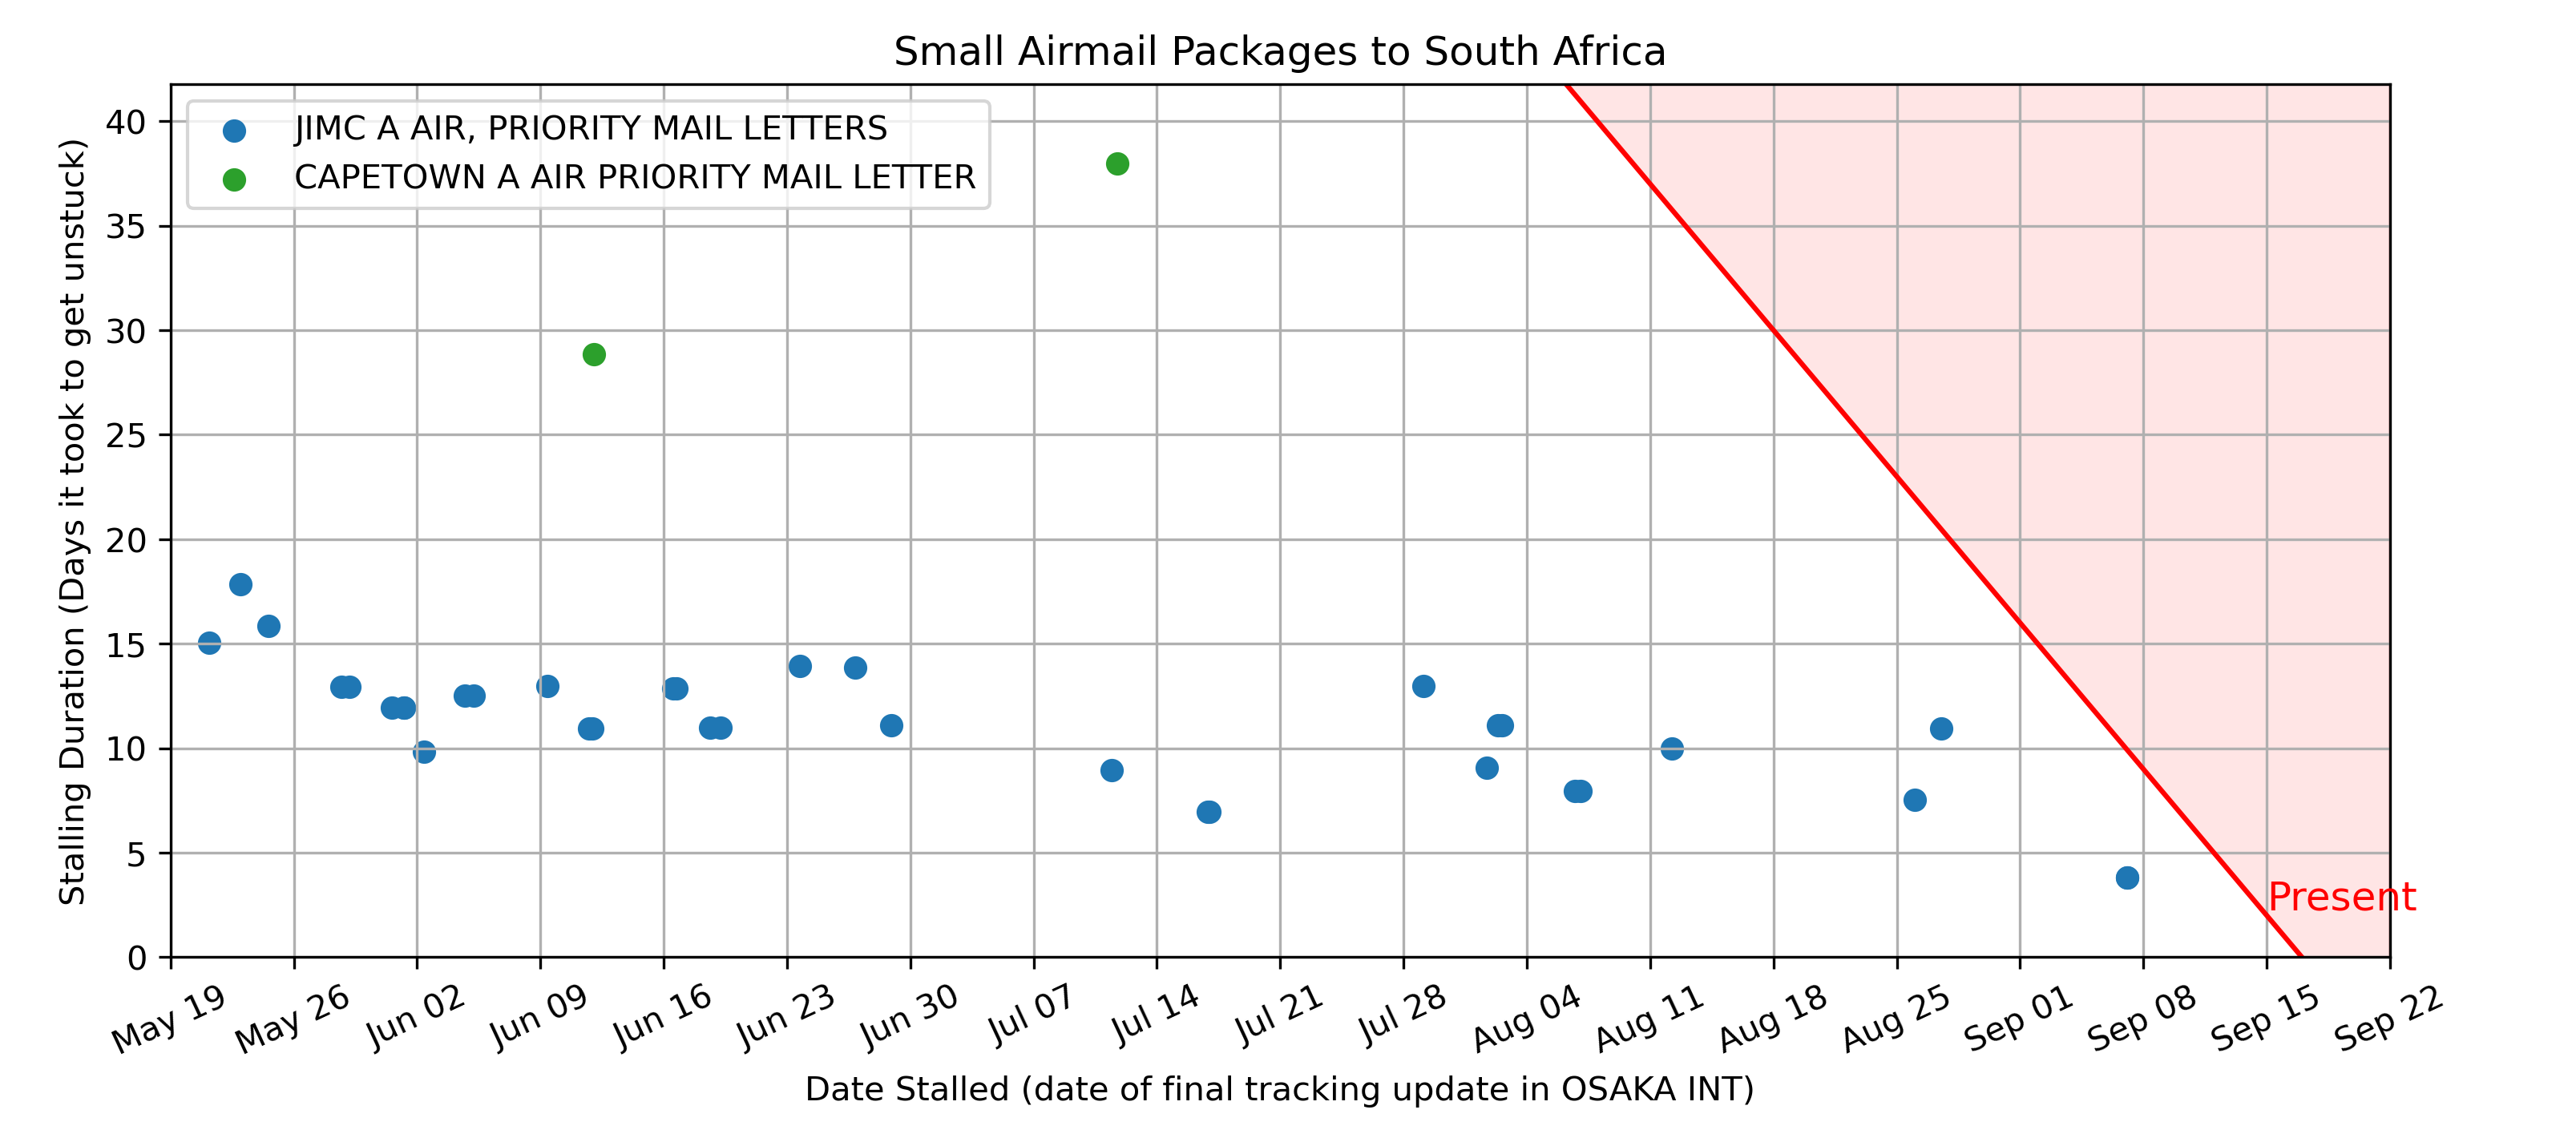 Small Airmail Packages to South Africa
JIMC A AIR, PRIORITY MAIL LETTERS
CAPETOWN A AIR PRIORITY MAIL LETTER
Stalling Duration (Days it took to get unstuck)
40
35
30
25
20
15
10
5
0
Present
May 19
May 26
Jun 02
Jun 09
Jun 16
Jun 23
Jun 30
Jul 07
Jul 14
Jul 21
Jul 28
Aug 04
Aug 11
Aug 18
Aug 25
Sep 01
Sep 08
Sep 15
Sep 22
Date Stalled (date of final tracking update in OSAKA INT)